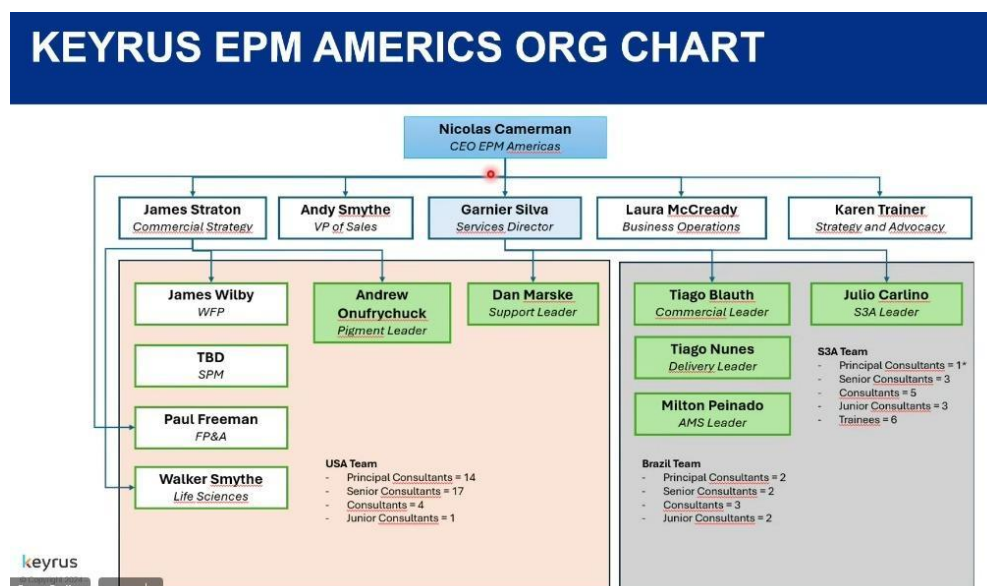 KEYRUS EPM AMERICS ORG CHART
Nicolas Camerman
CEO EPM Americas
James Straton
Commercial Strategy
Andy Smythe
VP of Sales
Garnier Silva
Services Director
Laura McCready
Business Operations
Karen Trainer
Strategy and Advocacy
James Wilby
WFP
Andrew
Onufrychuck
Pigment Leader
Dan Marske
Support Leader
Tiago Blauth
Commercial Leader
Julio Carlino
S3A Leader
TBD
SPM
Tiago Nunes
Delivery Leader
S3A Team
- Principal Consultants = 1*
- Senior Consultants = 3
- Consultants = 5
- Junior Consultants = 3
- Trainees = 6
Paul Freeman
FP&A
Milton Peinado
AMS Leader
Walker Smythe
Life Sciences
USA Team
- Principal Consultants = 14
- Senior Consultants = 17
- Consultants = 4
- Junior Consultants = 1
Brazil Team
- Principal Consultants = 2
- Senior Consultants = 2
- Consultants = 3
- Junior Consultants = 2
keyrus